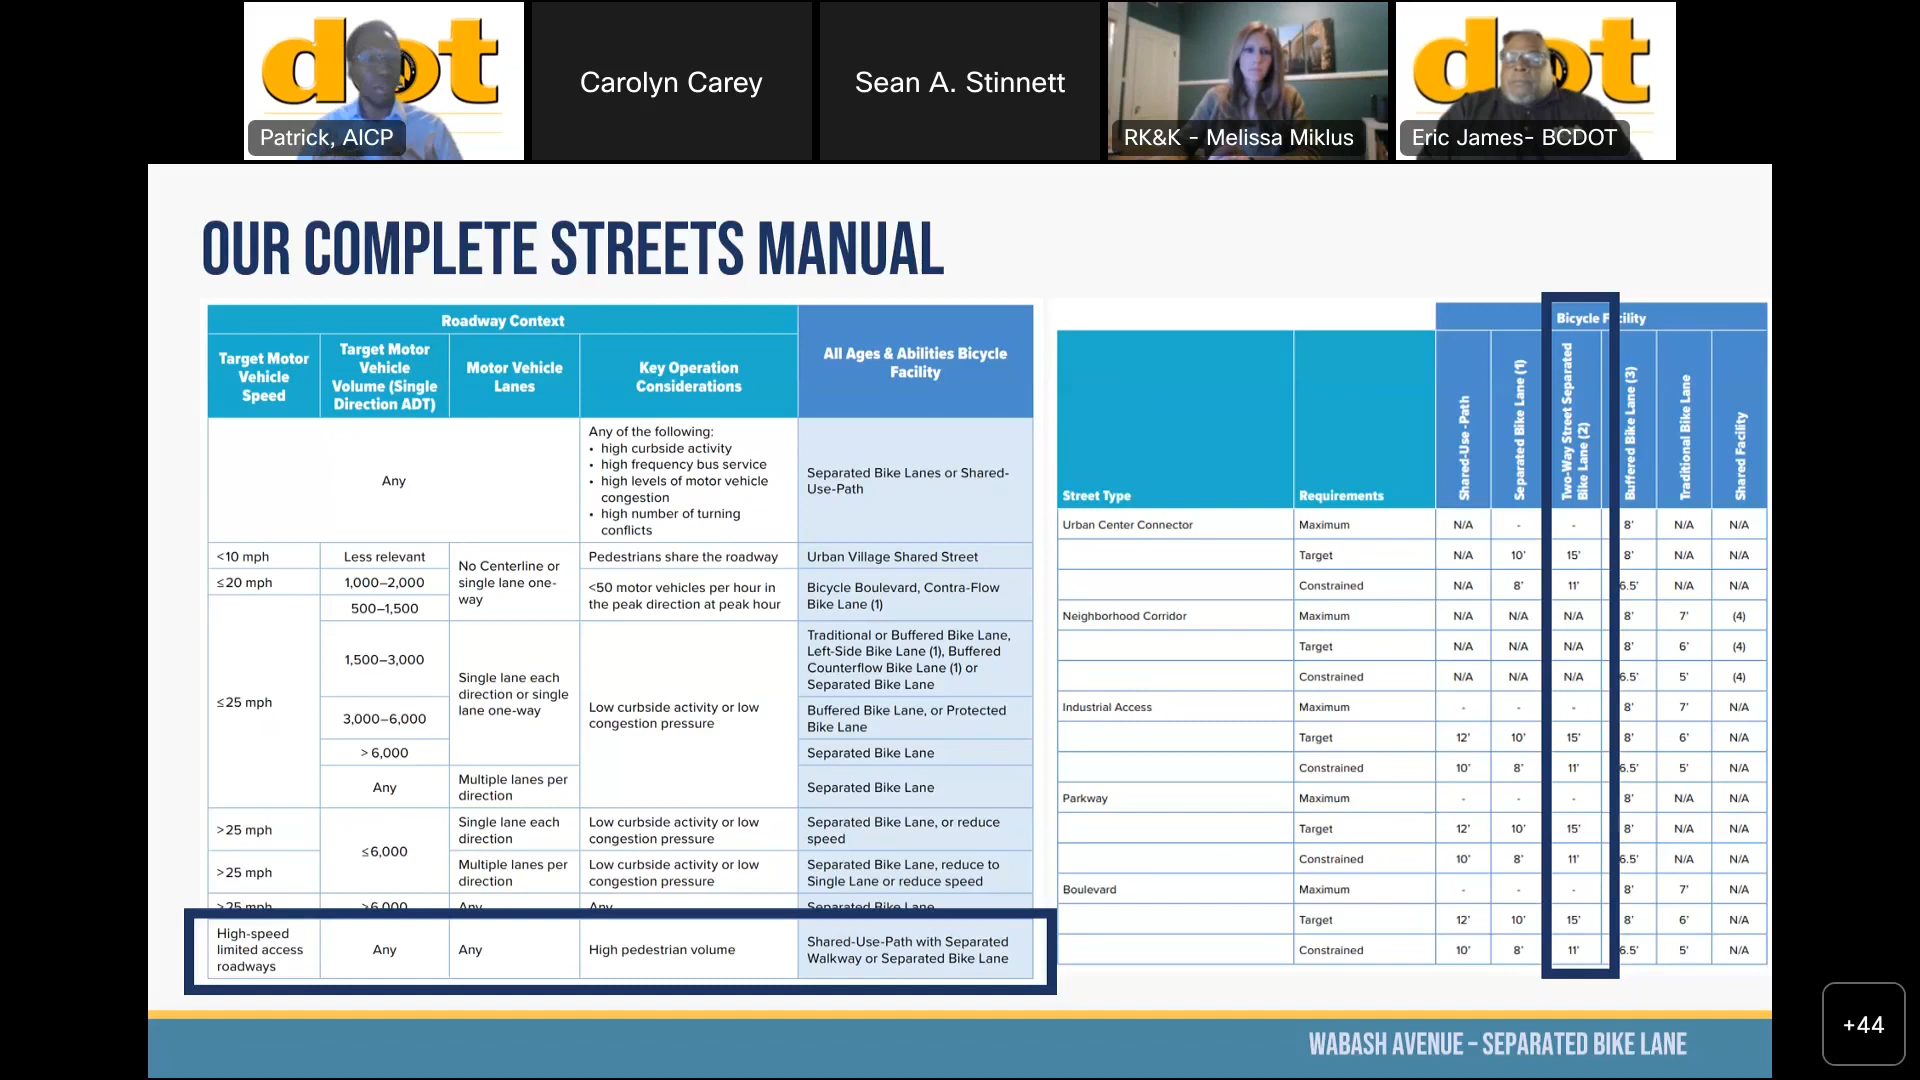 dot
dot
Patrick, AICP
Carolyn Carey
Sean A. Stinnett
RK&K - Melissa Miklus
Eric James- BCDOT
OUR COMPLETE STREETS MANUAL
Roadway Context
Target Motor
Vehicle
Speed
Target Motor
Vehicle
Volume (Single
Direction ADT)
Motor Vehicle
Lanes
Key Operation
Considerations
All Ages & Abilities Bicycle
Facility
Any
Any of the following:
• high curbside activity
• high frequency bus service
• high levels of motor vehicle
congestion
• high number of turning
conflicts
Separated Bike Lanes or Shared-
Use-Path
<10 mph
Less relevant
No Centerline or
single lane one-
way
Pedestrians share the roadway
Urban Village Shared Street
≤20 mph
1,000–2,000
<50 motor vehicles per hour in
the peak direction at peak hour
Bicycle Boulevard, Contra-Flow
Bike Lane (1)
≤25 mph
500–1,500
1,500–3,000
Single lane each
direction or single
lane one-way
Low curbside activity or low
congestion pressure
Traditional or Buffered Bike Lane,
Left-Side Bike Lane (1), Buffered
Counterflow Bike Lane (1) or
Separated Bike Lane
3,000–6,000
Buffered Bike Lane, or Protected
Bike Lane
> 6,000
Separated Bike Lane
Any
Multiple lanes per
direction
Separated Bike Lane
>25 mph
≤6,000
Single lane each
direction
Low curbside activity or low
congestion pressure
Separated Bike Lane, or reduce
speed
>25 mph
Multiple lanes per
direction
Low curbside activity or low
congestion pressure
Separated Bike Lane, reduce to
Single Lane or reduce speed
>25 mph
>6,000
Any
Any
Separated Bike Lane
High-speed
limited access
roadways
Any
Any
High pedestrian volume
Shared-Use-Path with Separated
Walkway or Separated Bike Lane
Bicycle F cility
Street Type
Requirements
Shared-Use -Path
Separated Bike Lane (1)
Two-Way Street Separated
Bike Lane (2)
Buffered Bike Lane (3)
Traditional Bike Lane
Shared Facility
Urban Center Connector Maximum N/A - - 8' N/A N/A
Target N/A 10' 15' 8' N/A N/A
Constrained N/A 8' 11' 6.5' N/A N/A
Neighborhood Corridor Maximum N/A N/A N/A 8' 7' (4)
Target N/A N/A N/A 8' 6' (4)
Constrained N/A N/A N/A 6.5' 5' (4)
Industrial Access Maximum - - - 8' 7' N/A
Target 12' 10' 15' 8' 6' N/A
Constrained 10' 8' 11' 6.5' 5' N/A
Parkway Maximum - - - 8' N/A N/A
Target 12' 10' 15' 8' N/A N/A
Constrained 10' 8' 11' 6.5' N/A N/A
Boulevard Maximum - - - 8' 7' N/A
Target 12' 10' 15' 8' 6' N/A
Constrained 10' 8' 11' 6.5' 5' N/A
WABASH AVENUE – SEPARATED BIKE LANE
+44